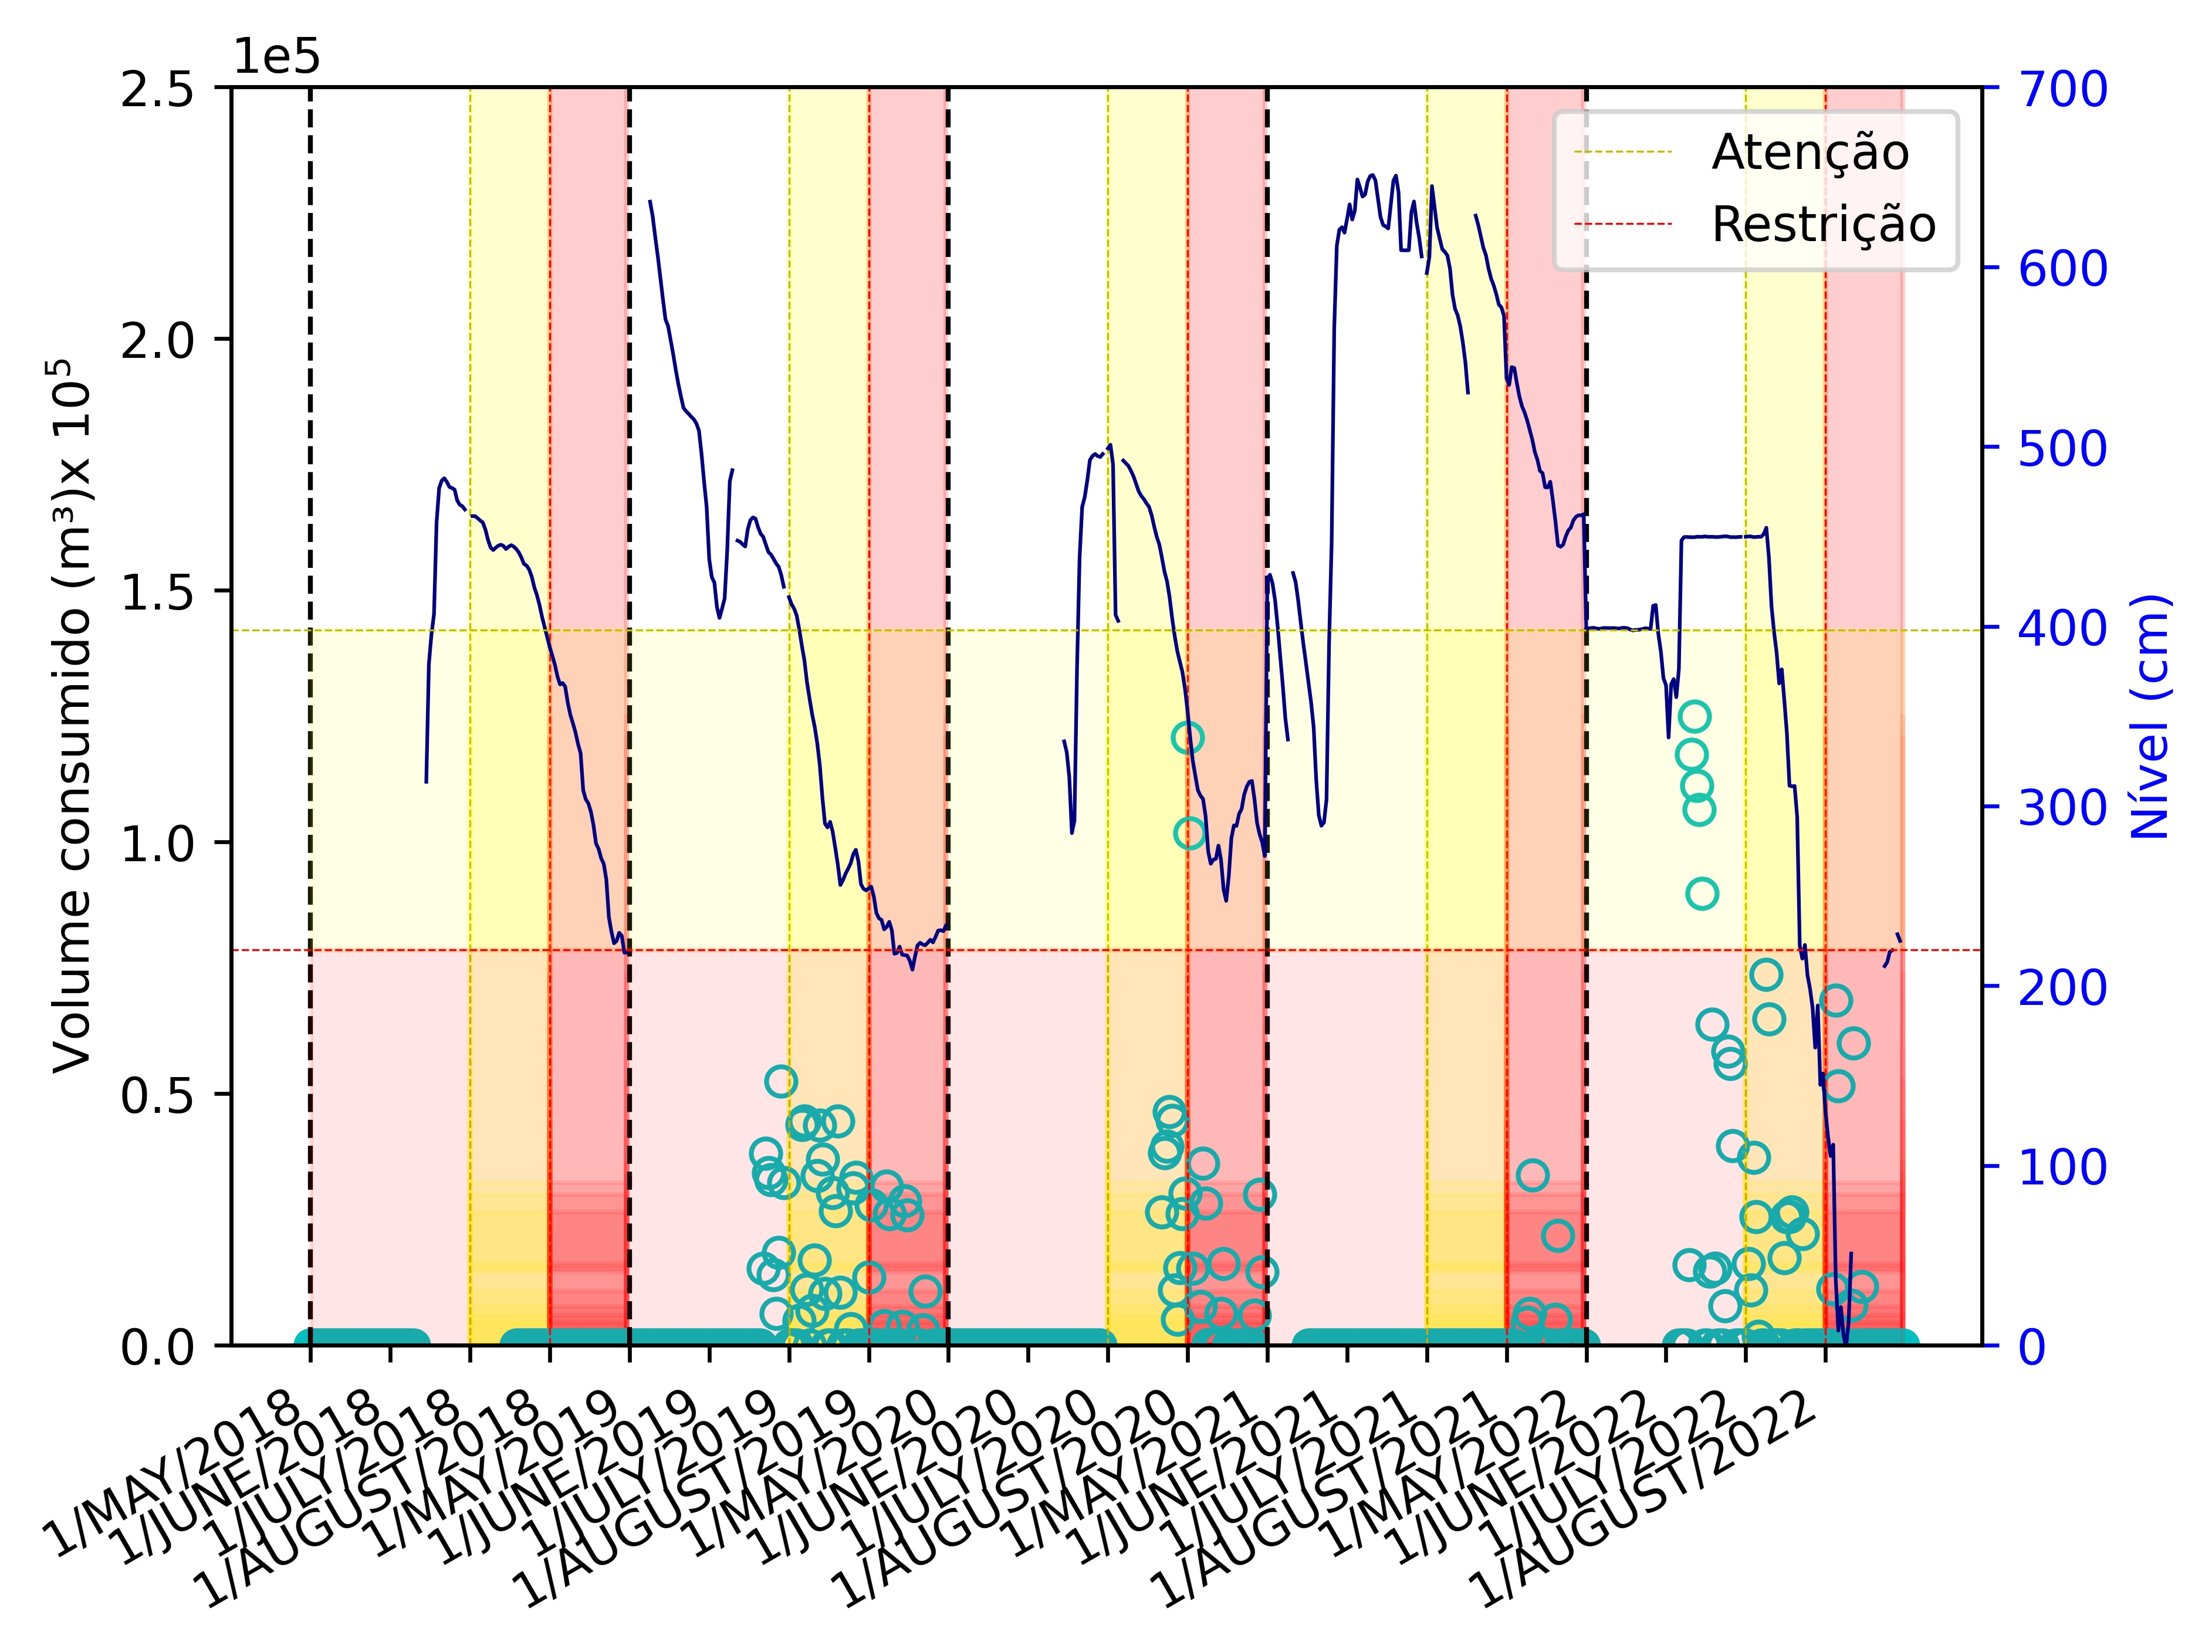 1e5
Volume consumido (m³)x 10⁵
2.5
2.0
1.5
1.0
0.5
0.0
Atenção
Restrição
700
600
500
400
300
200
100
0
Nível (cm)
1/MAY/2018
1/JUNE/2018
1/JULY/2018
1/AUGUST/2018
1/MAY/2019
1/JUNE/2019
1/JULY/2019
1/AUGUST/2019
1/MAY/2020
1/JUNE/2020
1/JULY/2020
1/AUGUST/2020
1/MAY/2021
1/JUNE/2021
1/JULY/2021
1/AUGUST/2021
1/MAY/2022
1/JUNE/2022
1/JULY/2022
1/AUGUST/2022